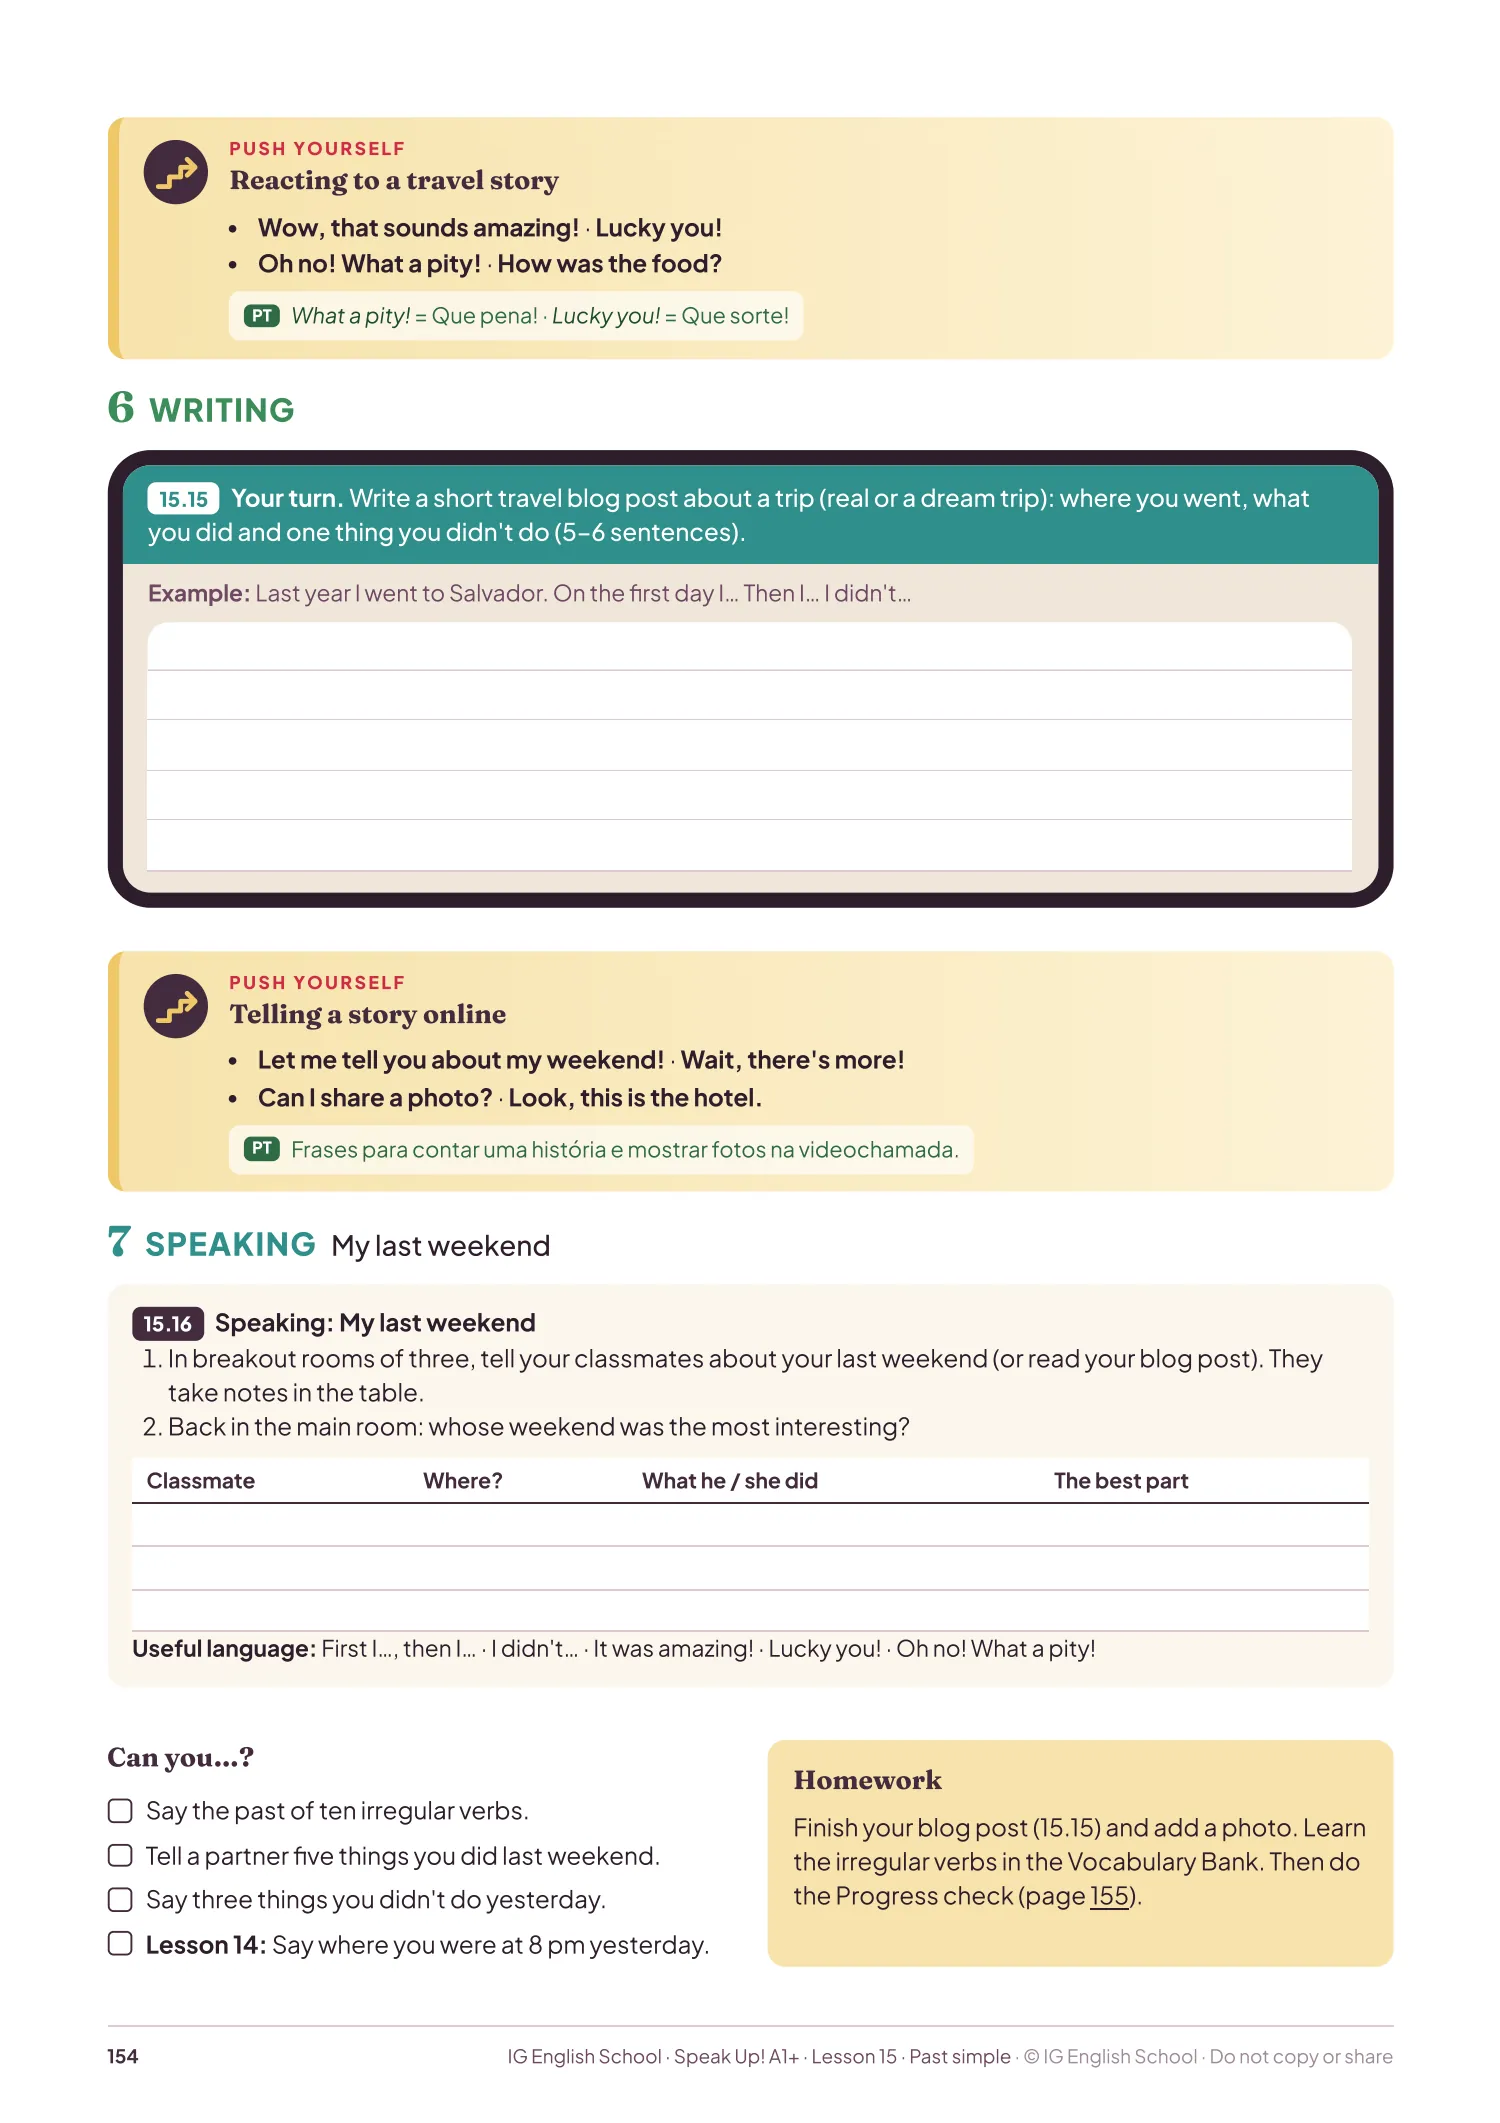 PUSH YOURSELF
Reacting to a travel story
• Wow, that sounds amazing! · Lucky you!
• Oh no! What a pity! · How was the food?
PT What a pity! = Que pena! · Lucky you! = Que sorte!
6 WRITING
15.15 Your turn. Write a short travel blog post about a trip (real or a dream trip): where you went, what
you did and one thing you didn't do (5–6 sentences).
Example: Last year I went to Salvador. On the first day I… Then I… I didn't…
PUSH YOURSELF
Telling a story online
• Let me tell you about my weekend! · Wait, there's more!
• Can I share a photo? · Look, this is the hotel.
PT Frases para contar uma história e mostrar fotos na videochamada.
7 SPEAKING My last weekend
15.16 Speaking: My last weekend
1. In breakout rooms of three, tell your classmates about your last weekend (or read your blog post). They
take notes in the table.
2. Back in the main room: whose weekend was the most interesting?
Classmate Where? What he / she did The best part
Useful language: First I…, then I… · I didn't… · It was amazing! · Lucky you! · Oh no! What a pity!
Can you…?
Say the past of ten irregular verbs.
Tell a partner five things you did last weekend.
Say three things you didn't do yesterday.
Lesson 14: Say where you were at 8 pm yesterday.
Homework
Finish your blog post (15.15) and add a photo. Learn
the irregular verbs in the Vocabulary Bank. Then do
the Progress check (page 155).
154 IG English School · Speak Up! A1+ · Lesson 15 · Past simple · © IG English School · Do not copy or share